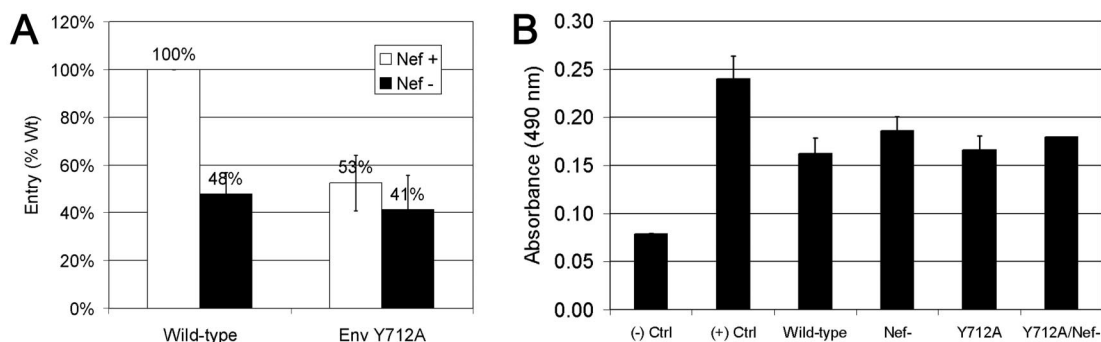 A
Entry (% Wt)
120%
100%
80%
60%
40%
20%
0%
100%
48%
53%
41%
Nef +
Nef -
Wild-type
Env Y712A
B
Absorbance (490 nm)
0.30
0.25
0.20
0.15
0.10
0.05
0.00
(-) Ctrl
(+) Ctrl
Wild-type
Nef-
Y712A
Y712A/Nef-